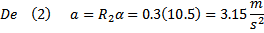 De (2) a = R₂α = 0.3(10.5) = 3.15 m/s²